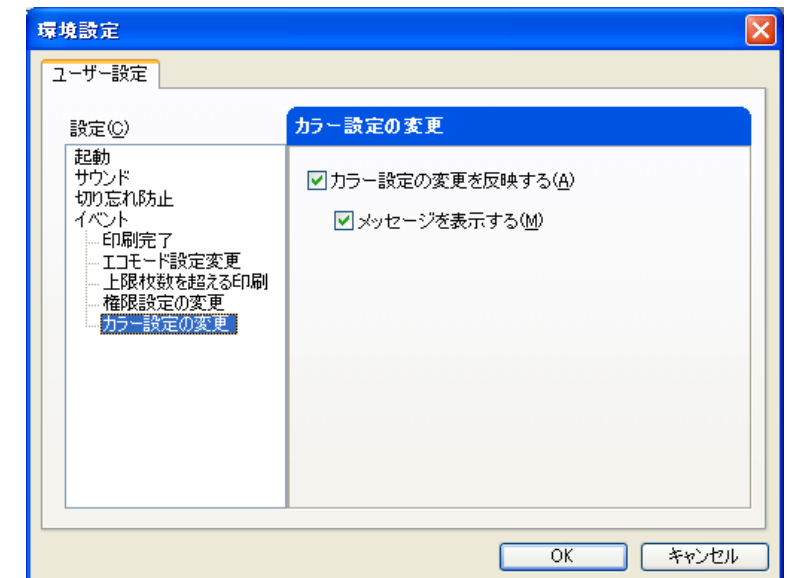 環境設定
ユーザー設定
設定(C)
起動
サウンド
切り忘れ防止
イベント
印刷完了
エコモード設定変更
上限枚数を超える印刷
権限設定の変更
カラー設定の変更
カラー設定の変更
カラー設定の変更を反映する(A)
メッセージを表示する(M)
OK
キャンセル